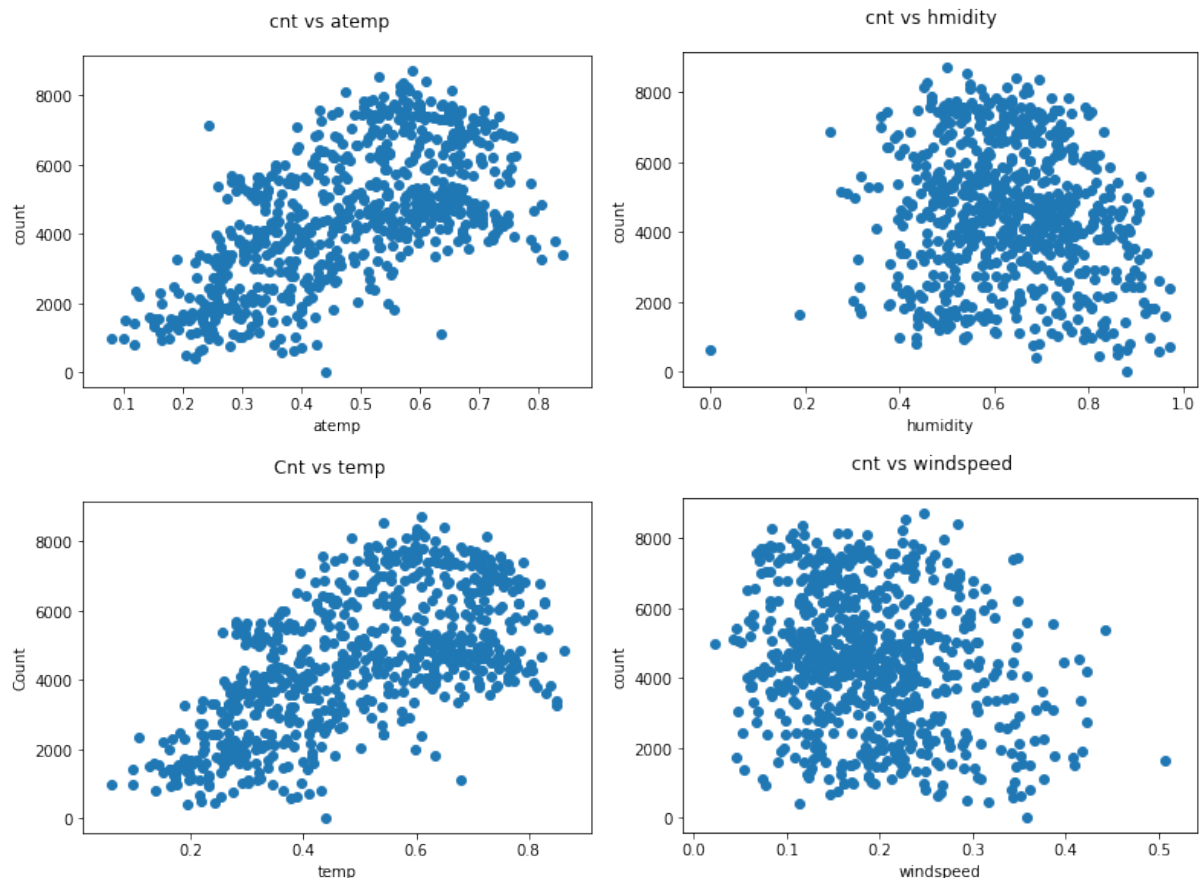 cnt vs atemp
count
8000
6000
4000
2000
0
0.1 0.2 0.3 0.4 0.5 0.6 0.7 0.8
atemp
cnt vs hmidity
count
8000
6000
4000
2000
0
0.0 0.2 0.4 0.6 0.8 1.0
humidity
Cnt vs temp
Count
8000
6000
4000
2000
0
0.2 0.4 0.6 0.8
temp
cnt vs windspeed
count
8000
6000
4000
2000
0
0.0 0.1 0.2 0.3 0.4 0.5
windspeed